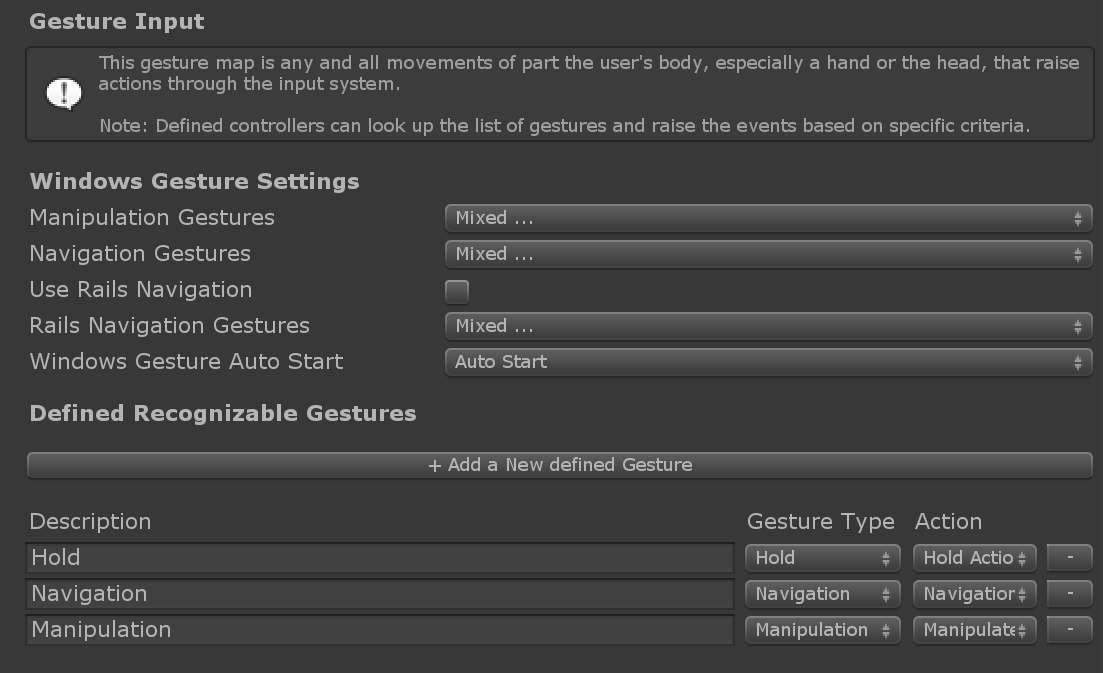 Gesture Input
This gesture map is any and all movements of part the user's body, especially a hand or the head, that raise
actions through the input system.
Note: Defined controllers can look up the list of gestures and raise the events based on specific criteria.
Windows Gesture Settings
Manipulation Gestures Mixed ...
Navigation Gestures Mixed ...
Use Rails Navigation
Rails Navigation Gestures Mixed ...
Windows Gesture Auto Start Auto Start
Defined Recognizable Gestures
+ Add a New defined Gesture
Description Gesture Type Action
Hold Hold Hold Actio -
Navigation Navigation Navigation -
Manipulation Manipulation Manipulate -